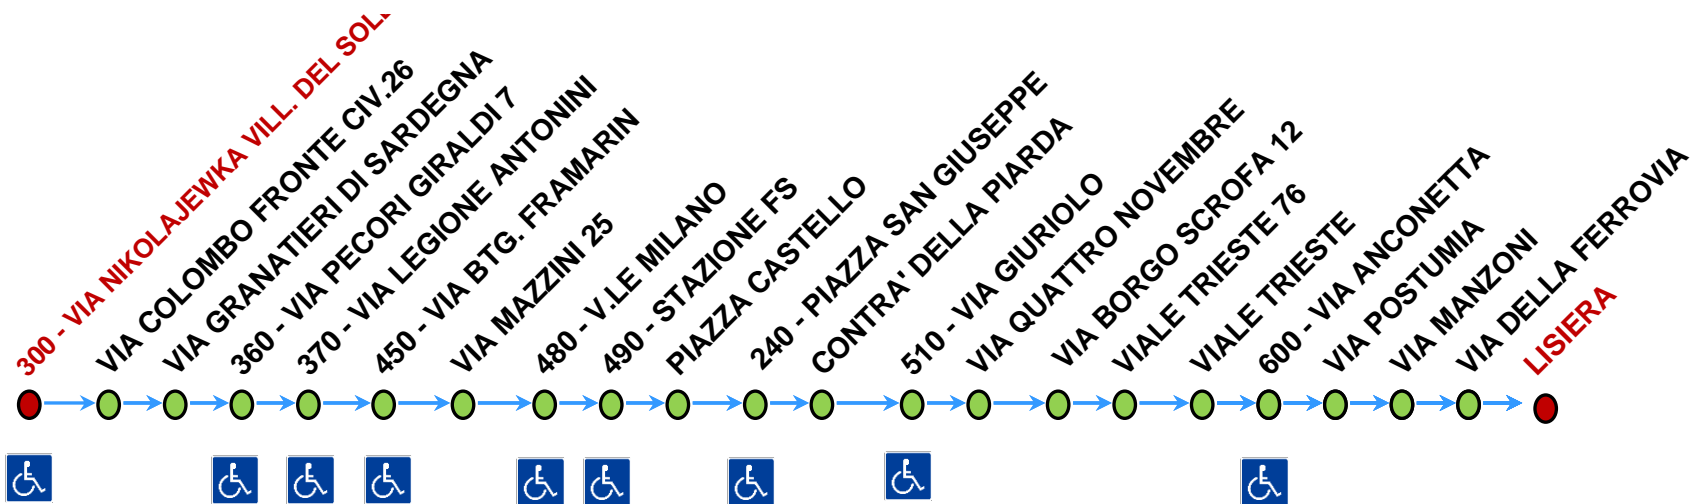 300 - VIA NIKOLAJEWKA VILL. DEL SOLE
VIA COLOMBO FRONTE CIV.26
VIA GRANATIERI DI SARDEGNA
360 - VIA PECORI GIRALDI 7
370 - VIA LEGIONE ANTONINI
450 - VIA BTG. FRAMARIN
VIA MAZZINI 25
480 - V.LE MILANO
490 - STAZIONE FS
PIAZZA CASTELLO
240 - PIAZZA SAN GIUSEPPE
CONTRA' DELLA PIARDA
510 - VIA GIURIOLO
VIA QUATTRO NOVEMBRE
VIA BORGO SCROFA 12
VIALE TRIESTE 76
VIALE TRIESTE
600 - VIA ANCONETTA
VIA POSTUMIA
VIA MANZONI
VIA DELLA FERROVIA
LISIERA